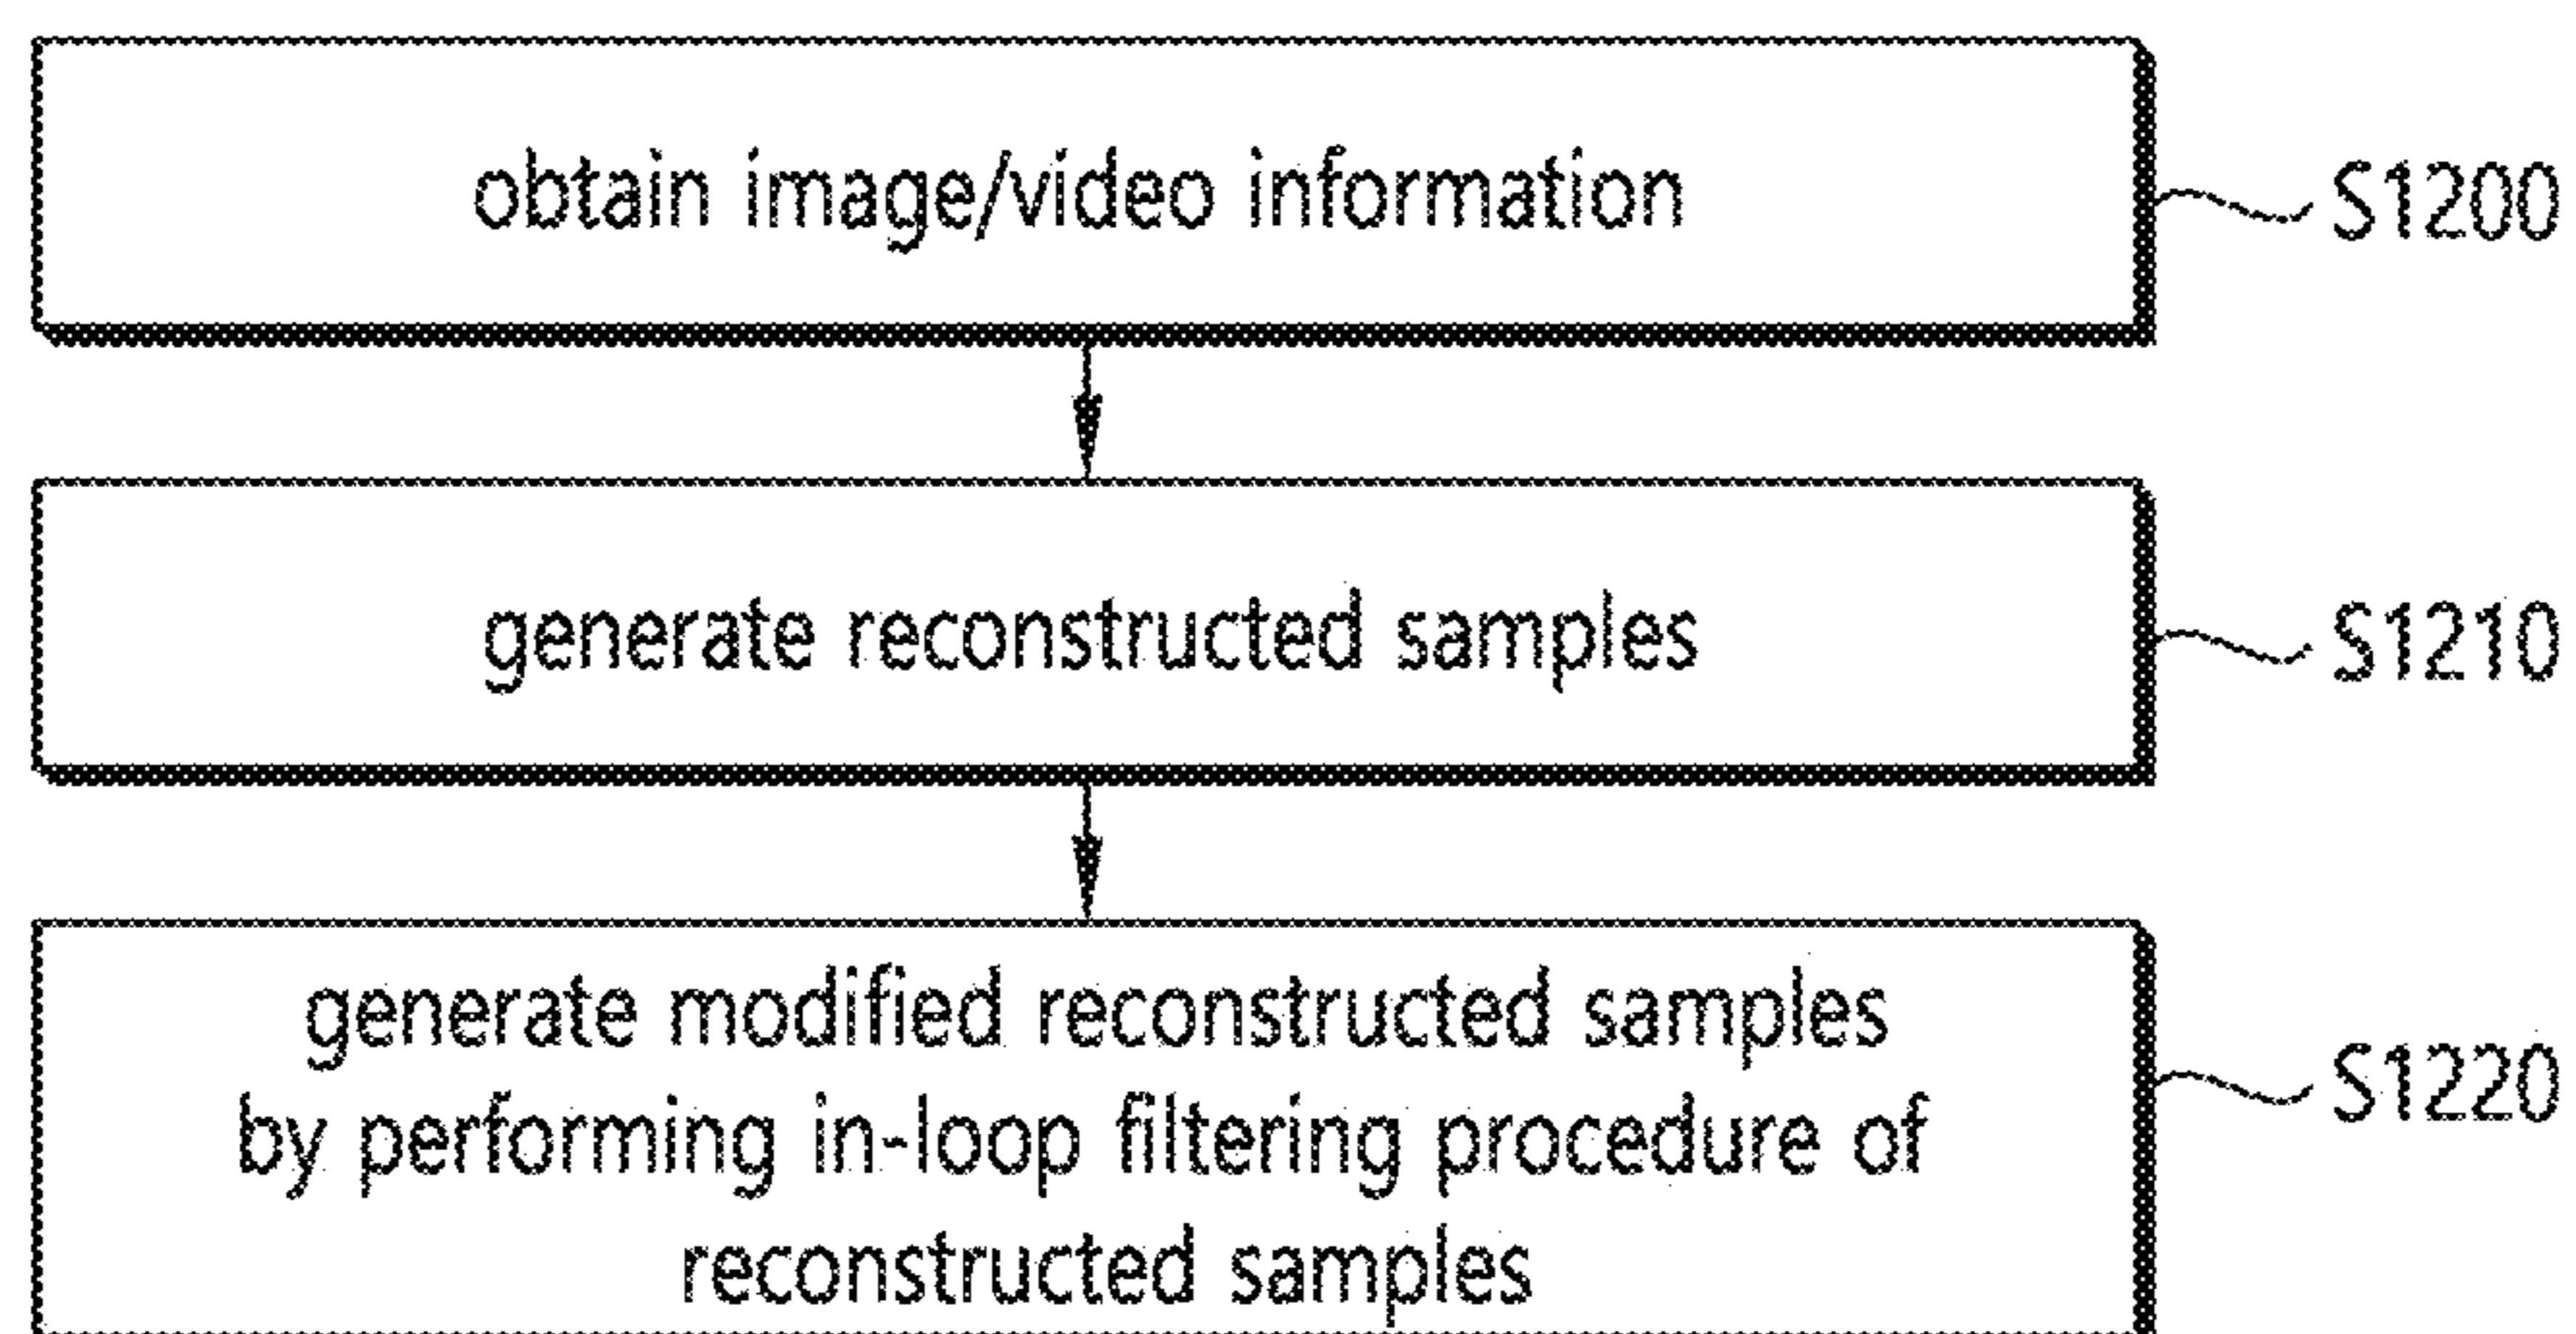 obtain image/video information
S1200
generate reconstructed samples
S1210
generate modified reconstructed samples
by performing in-loop filtering procedure of
reconstructed samples
S1220